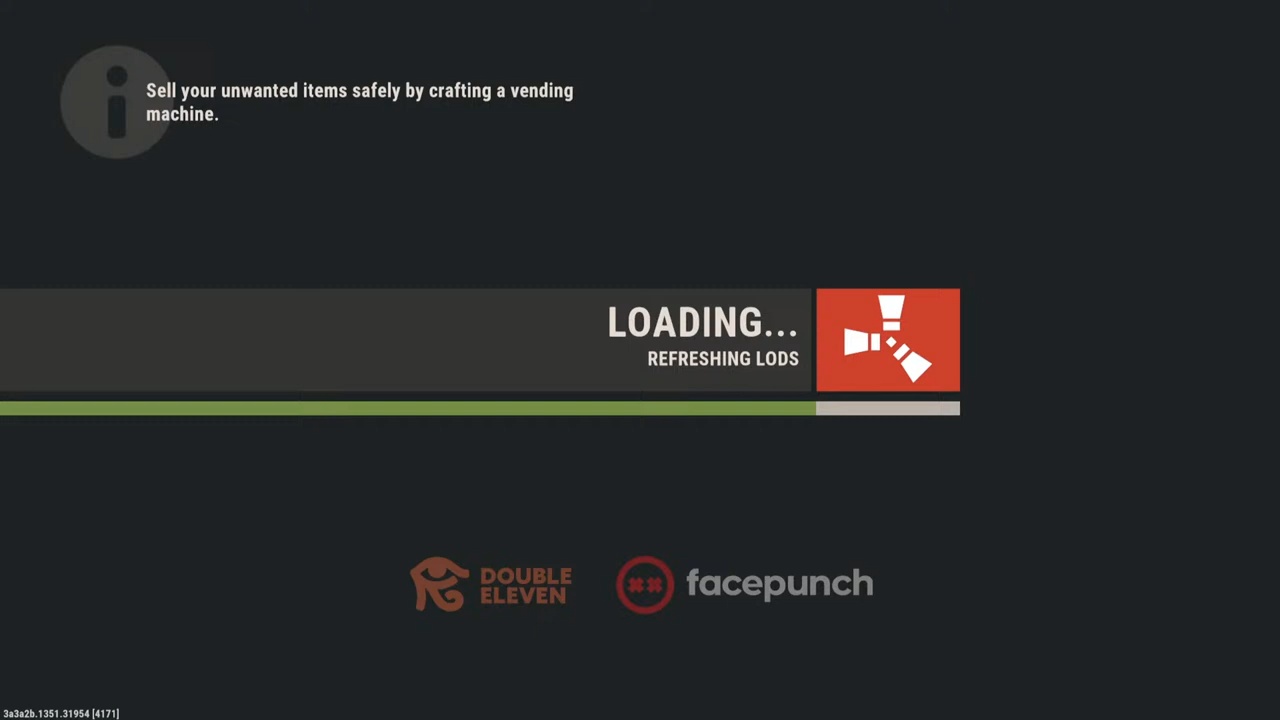 Sell your unwanted items safely by crafting a vending
machine.
LOADING...
REFRESHING LODS
DOUBLE
ELEVEN
facepunch
3a3a2b.1351.31954 [4171]